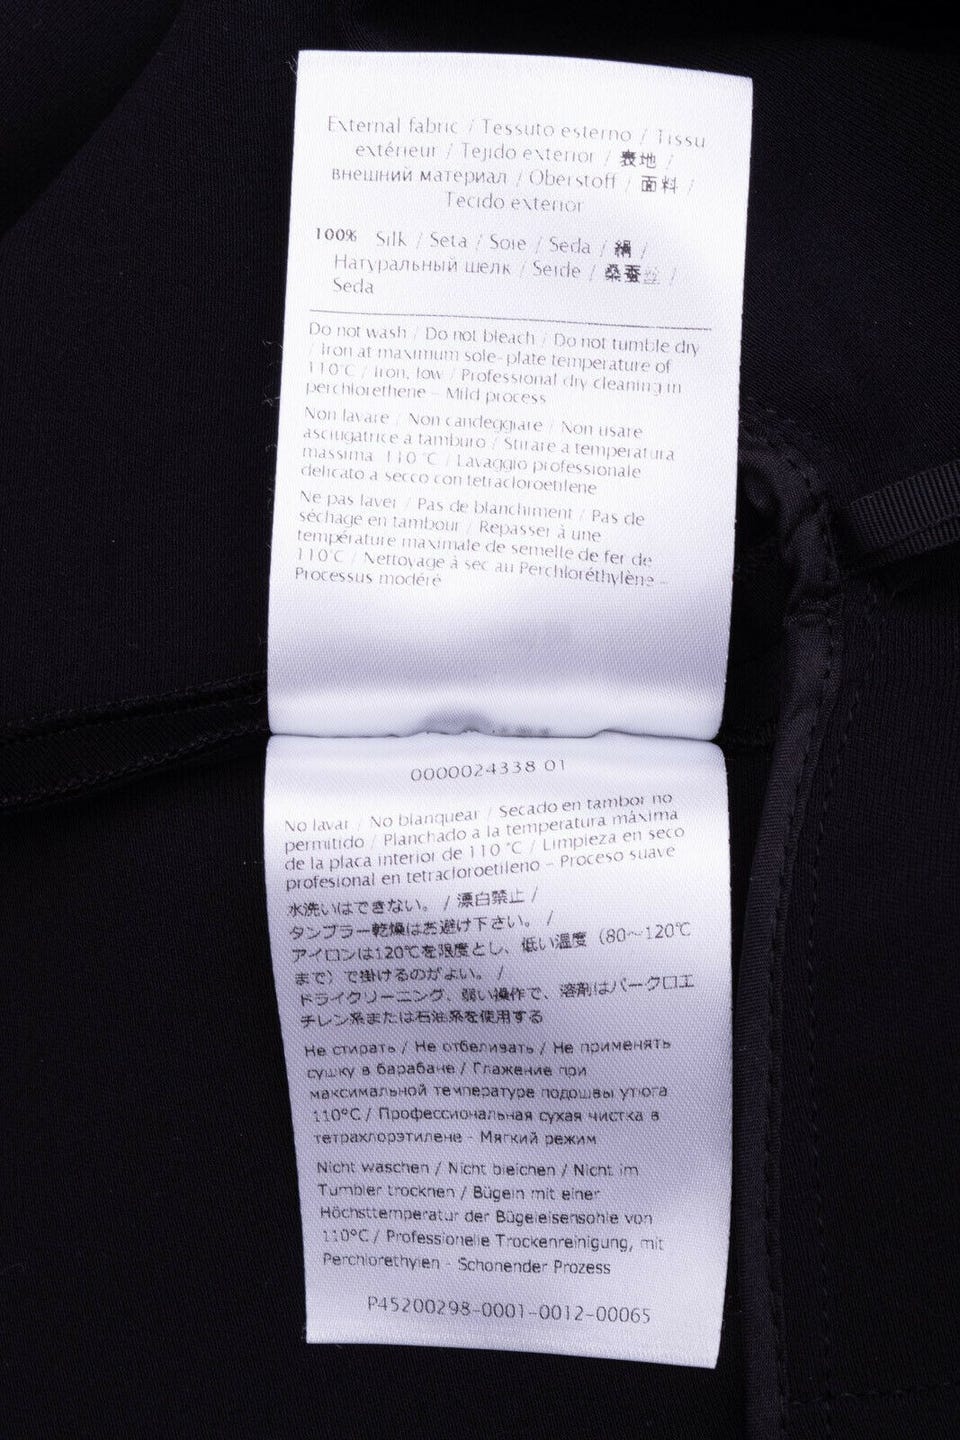 External fabric / Tessuto esterno / Tissu
extérieur / Tejido exterior / 表地 /
внешний материал / Oberstoff / 面料 /
Tecido exterior
100% Silk / Seta / Soie / Seda / 絹 /
Натуральный шелк / Seide / 桑蚕丝 /
Seda
Do not wash / Do not bleach / Do not tumble dry
/ Iron at maximum sole-plate temperature of
110°C / Iron, low / Professional dry cleaning in
perchlorethene – Mild process
Non lavare / Non candeggiare / Non usare
asciugatrice a tamburo / Stirare a temperatura
massima 110 °C / Lavaggio professionale
delicato a secco con tetracloroetilene
Ne pas laver / Pas de blanchiment / Pas de
séchage en tambour / Repasser à une
température maximale de semelle de fer de
110°C / Nettoyage à sec au Perchloréthylène –
Processus modéré
0000024338 01
No lavar / No blanquear / Secado en tambor no
permitido / Planchado a la temperatura máxima
de la placa interior de 110 °C / Limpieza en seco
profesional en tetracloroetileno – Proceso suave
水洗いはできない。 / 漂白禁止 /
タンブラー乾燥はお避け下さい。 /
アイロンは120℃を限度とし、低い温度（80～120℃
まで）で掛けるのがよい。 /
ドライクリーニング、弱い操作で、溶剤はパークロエ
チレン系または石油系を使用する
Не стирать / Не отбеливать / Не применять
сушку в барабане / Глажение при
максимальной температуре подошвы утюга
110°C / Профессиональная сухая чистка в
тетрахлорэтилене - Мягкий режим
Nicht waschen / Nicht bleichen / Nicht im
Tumbler trocknen / Bügeln mit einer
Höchsttemperatur der Bügeleisensohle von
110°C / Professionelle Trockenreinigung, mit
Perchlorethylen - Schonender Prozess
P45200298-0001-0012-00065